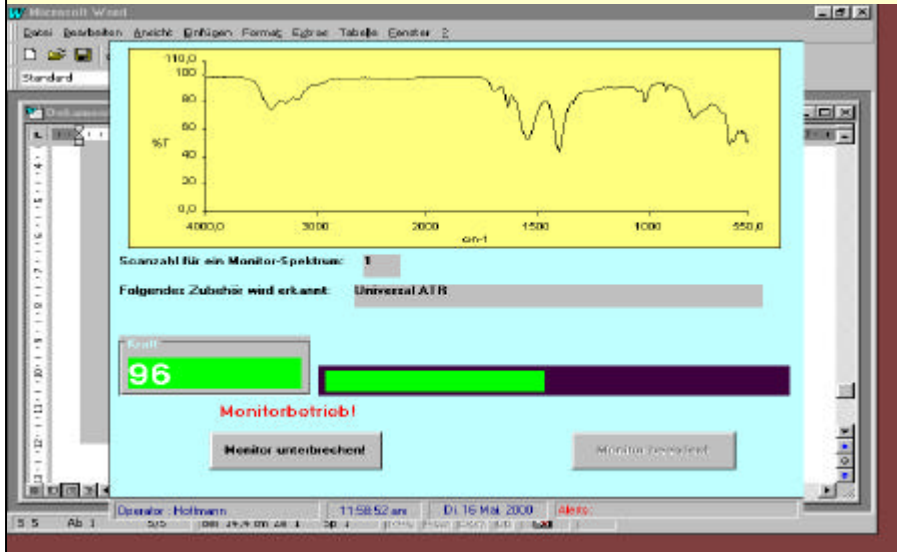 Microsoft Word
Datei Bearbeiten Ansicht Einfügen Format Extras Tabelle Fenster ?
Standard
110,0
100
80
60
%T
40
20
0,0
4000,0 3000 2000 1500 1000 550,0
cm-1
Scanzahl für ein Monitor-Spektrum: 1
Folgendes Zubehör wird erkannt: Universal ATR
Kraft
96
Monitorbetrieb!
Monitor unterbrechen! Monitor
Operator : Hoffmann 11:58:52 am Di, 16 Mai, 2000 Alerts:
S 5 Ab 1 5/5